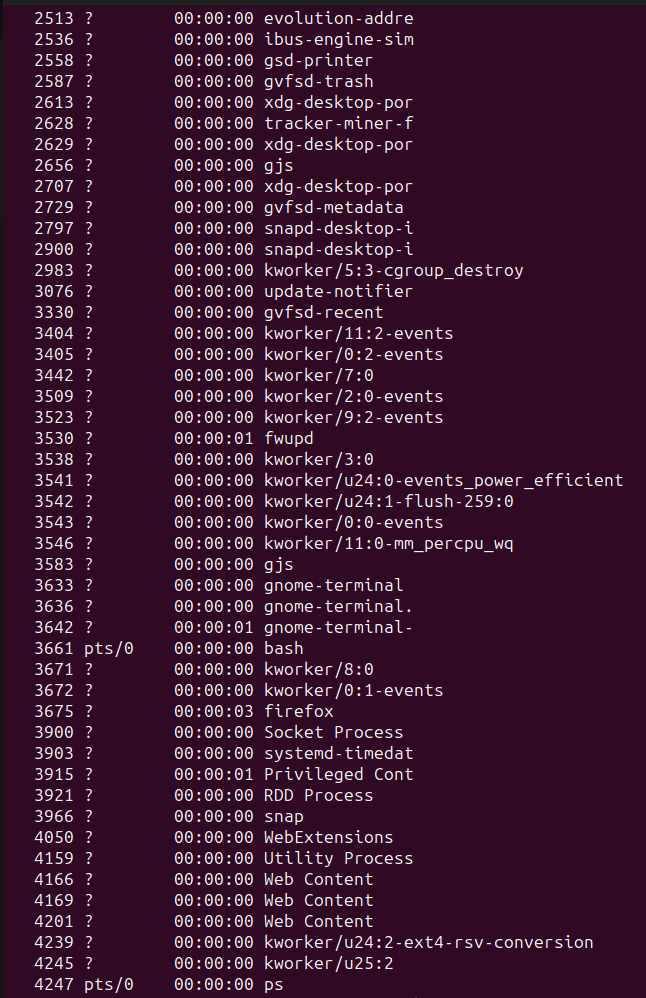 2513 ? 00:00:00 evolution-addre
2536 ? 00:00:00 ibus-engine-sim
2558 ? 00:00:00 gsd-printer
2587 ? 00:00:00 gvfsd-trash
2613 ? 00:00:00 xdg-desktop-por
2628 ? 00:00:00 tracker-miner-f
2629 ? 00:00:00 xdg-desktop-por
2656 ? 00:00:00 gjs
2707 ? 00:00:00 xdg-desktop-por
2729 ? 00:00:00 gvfsd-metadata
2797 ? 00:00:00 snapd-desktop-i
2900 ? 00:00:00 snapd-desktop-i
2983 ? 00:00:00 kworker/5:3-cgroup_destroy
3076 ? 00:00:00 update-notifier
3330 ? 00:00:00 gvfsd-recent
3404 ? 00:00:00 kworker/11:2-events
3405 ? 00:00:00 kworker/0:2-events
3442 ? 00:00:00 kworker/7:0
3509 ? 00:00:00 kworker/2:0-events
3523 ? 00:00:00 kworker/9:2-events
3530 ? 00:00:01 fwupd
3538 ? 00:00:00 kworker/3:0
3541 ? 00:00:00 kworker/u24:0-events_power_efficient
3542 ? 00:00:00 kworker/u24:1-flush-259:0
3543 ? 00:00:00 kworker/0:0-events
3546 ? 00:00:00 kworker/11:0-mm_percpu_wq
3583 ? 00:00:00 gjs
3633 ? 00:00:00 gnome-terminal
3636 ? 00:00:00 gnome-terminal.
3642 ? 00:00:01 gnome-terminal-
3661 pts/0 00:00:00 bash
3671 ? 00:00:00 kworker/8:0
3672 ? 00:00:00 kworker/0:1-events
3675 ? 00:00:03 firefox
3900 ? 00:00:00 Socket Process
3903 ? 00:00:00 systemd-timedat
3915 ? 00:00:01 Privileged Cont
3921 ? 00:00:00 RDD Process
3966 ? 00:00:00 snap
4050 ? 00:00:00 WebExtensions
4159 ? 00:00:00 Utility Process
4166 ? 00:00:00 Web Content
4169 ? 00:00:00 Web Content
4201 ? 00:00:00 Web Content
4239 ? 00:00:00 kworker/u24:2-ext4-rsv-conversion
4245 ? 00:00:00 kworker/u25:2
4247 pts/0 00:00:00 ps